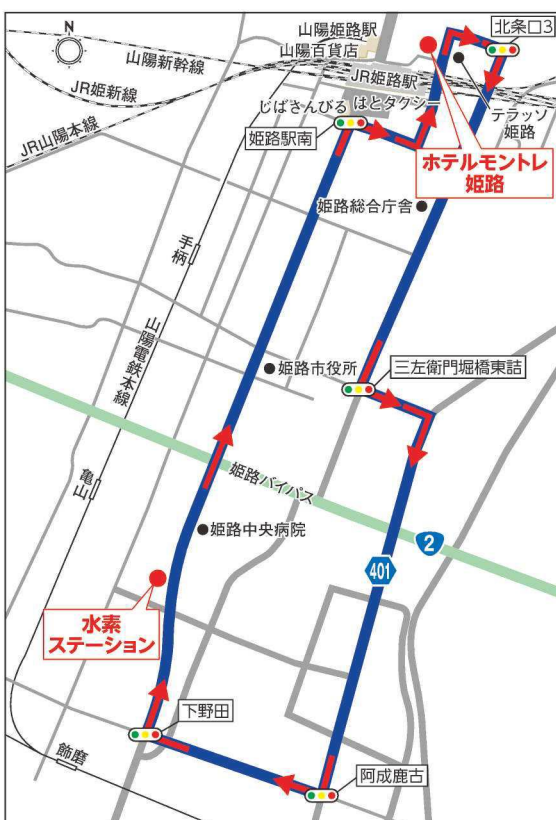 N
山陽姫路駅
山陽百貨店
北条口3
山陽新幹線
JR姫新線
JR姫路駅
JR山陽本線
じばさんびる
はとタクシー
テラッソ
姫路
姫路駅南
ホテルモントレ
姫路
姫路総合庁舎
手柄
山陽電鉄本線
姫路市役所
三左衛門堀橋東詰
亀山
姫路バイパス
姫路中央病院
2
401
水素
ステーション
下野田
飾磨
阿成鹿古